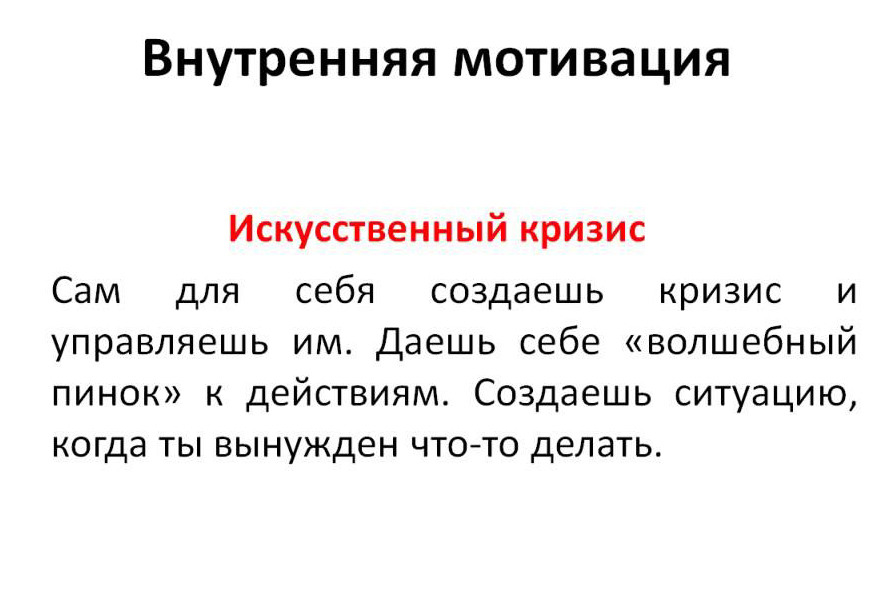 Внутренняя мотивация
Искусственный кризис
Сам для себя создаешь кризис и
управляешь им. Даешь себе «волшебный
пинок» к действиям. Создаешь ситуацию,
когда ты вынужден что-то делать.